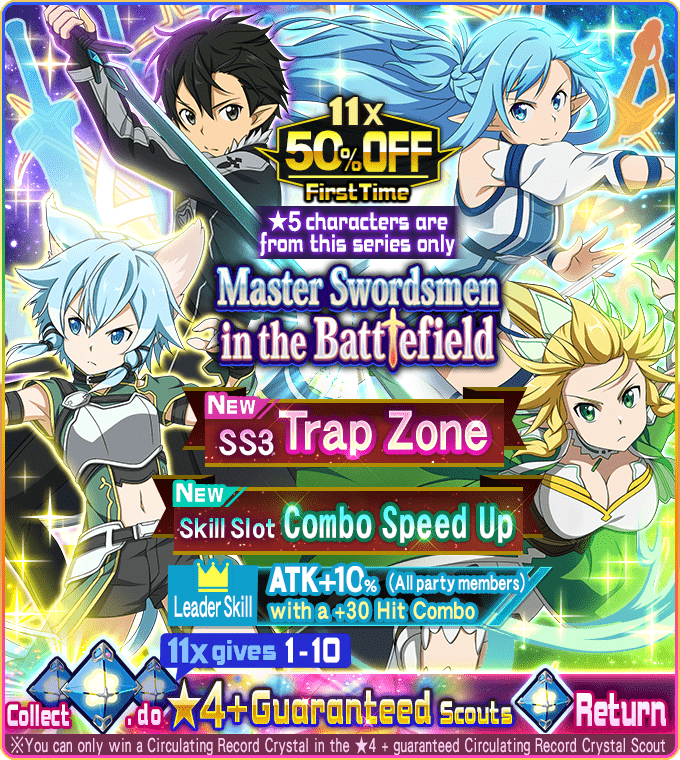 11x
50%OFF
First Time
★5 characters are
from this series only
Master Swordsmen
in the Battlefield
NEW
SS3 Trap Zone
NEW
Skill Slot Combo Speed Up
Leader Skill
ATK+10% (All party members)
with a +30 Hit Combo
11x gives 1-10
Collect . do ★4+Guaranteed Scouts Return
※You can only win a Circulating Record Crystal in the ★4 + guaranteed Circulating Record Crystal Scout